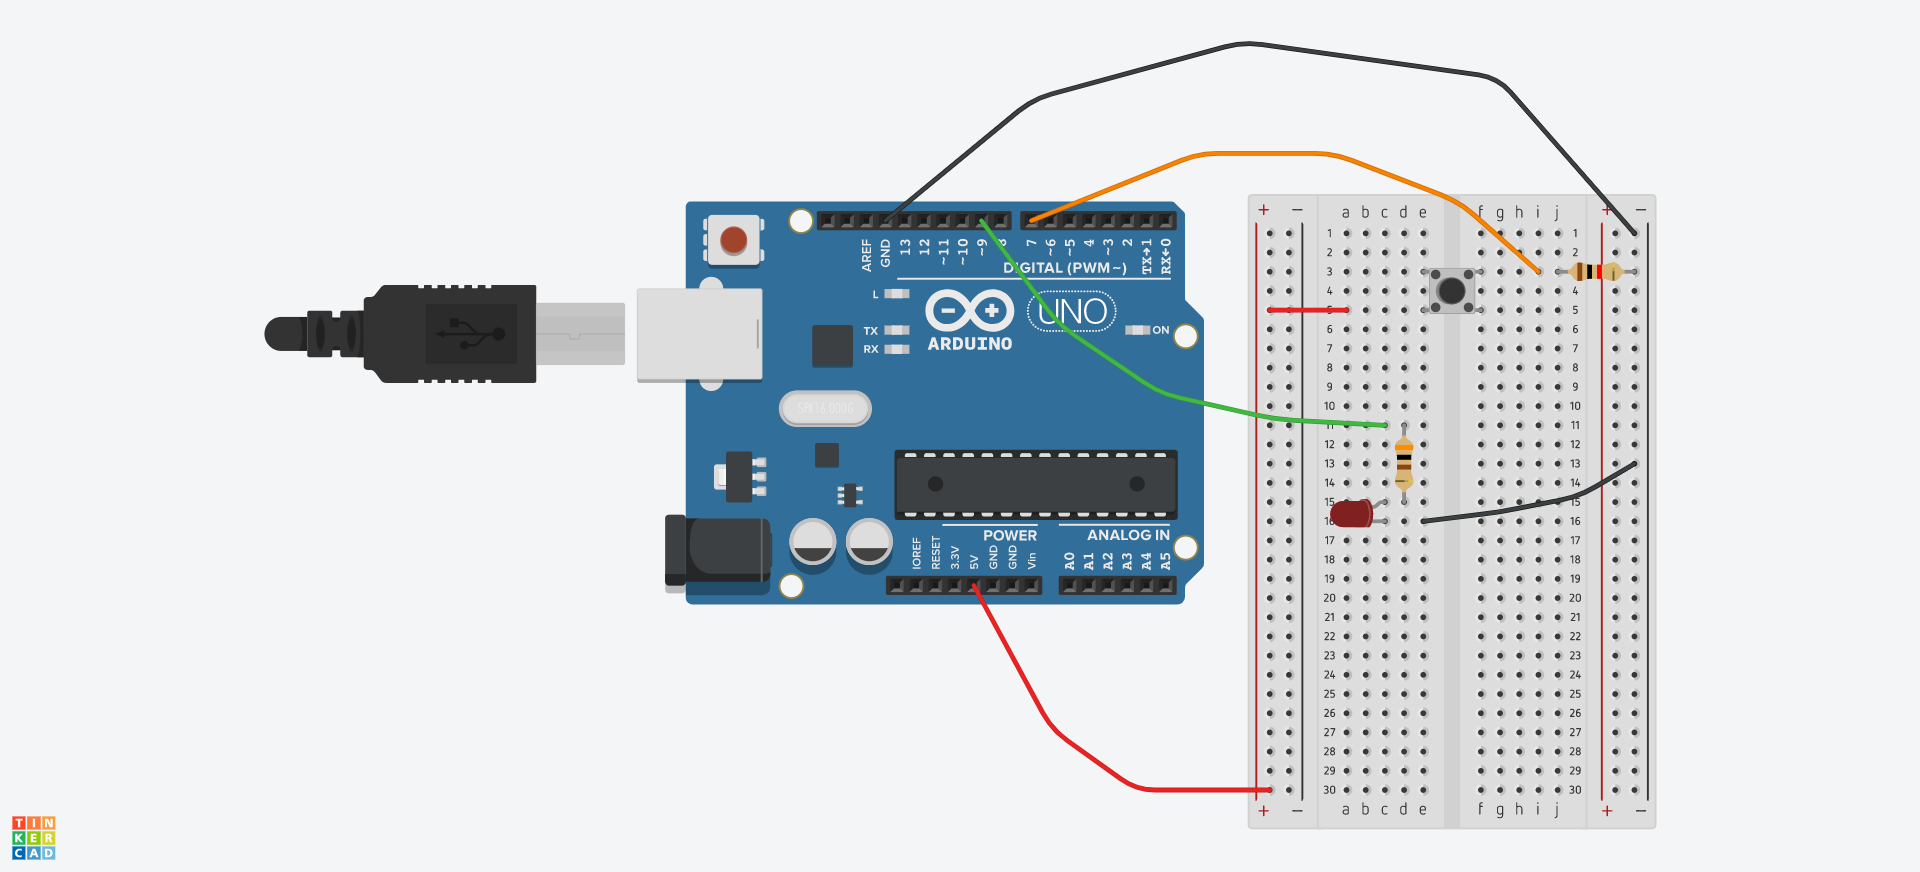 AREF
GND
13
12
~11
~10
~9
8
7
~6
~5
4
~3
2
TX→1
RX←0
DIGITAL (PWM~)
L
TX
RX
UNO
ON
ARDUINO
SPK16.000G
POWER
ANALOG IN
IOREF
RESET
3.3V
5V
GND
GND
Vin
A0
A1
A2
A3
A4
A5
+ − a b c d e f g h i j + −
1 1
2 2
3 3
4 4
5 5
6 6
7 7
8 8
9 9
10 10
11 11
12 12
13 13
14 14
15 15
16 16
17 17
18 18
19 19
20 20
21 21
22 22
23 23
24 24
25 25
26 26
27 27
28 28
29 29
30 30
+ − a b c d e f g h i j + −
TIN
KER
CAD